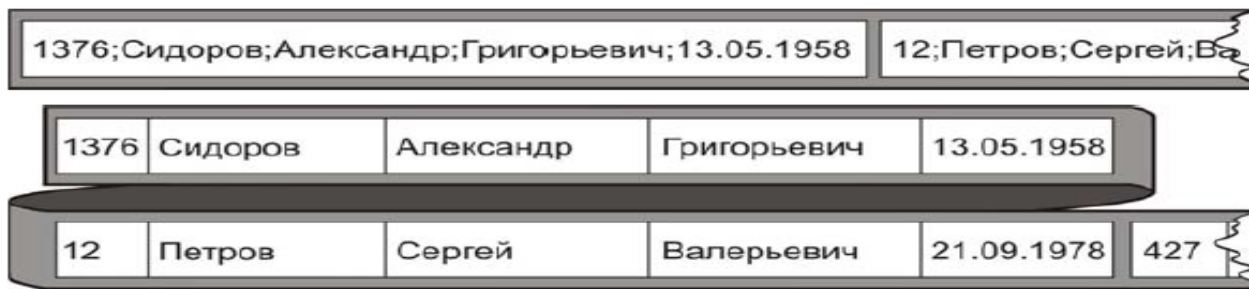 1376;Сидоров;Александр;Григорьевич;13.05.1958 12;Петров;Сергей;Ва
1376 Сидоров Александр Григорьевич 13.05.1958
12 Петров Сергей Валерьевич 21.09.1978 427